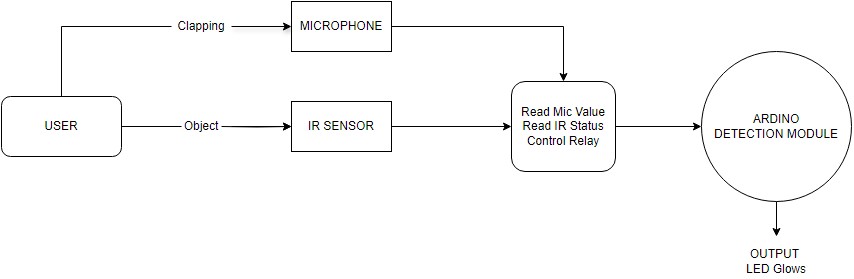 Clapping
MICROPHONE
USER
Object
IR SENSOR
Read Mic Value
Read IR Status
Control Relay
ARDINO
DETECTION MODULE
OUTPUT
LED Glows